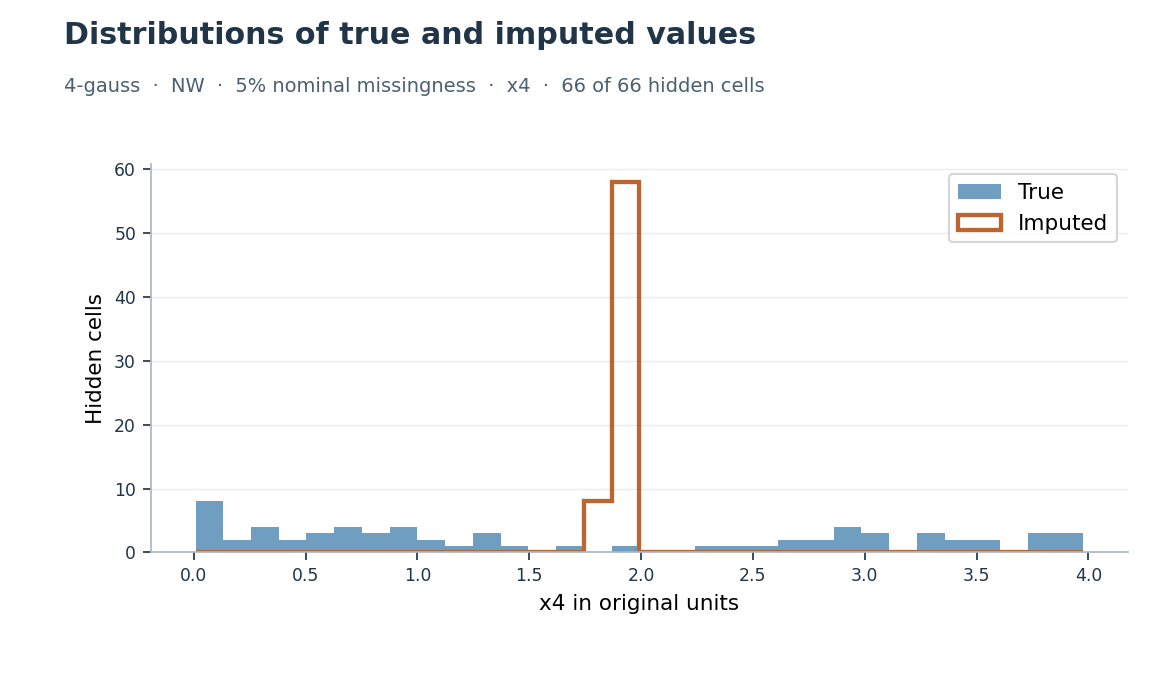 Distributions of true and imputed values
4-gauss · NW · 5% nominal missingness · x4 · 66 of 66 hidden cells
60
50
40
30
20
10
0
Hidden cells
True
Imputed
0.0 0.5 1.0 1.5 2.0 2.5 3.0 3.5 4.0
x4 in original units